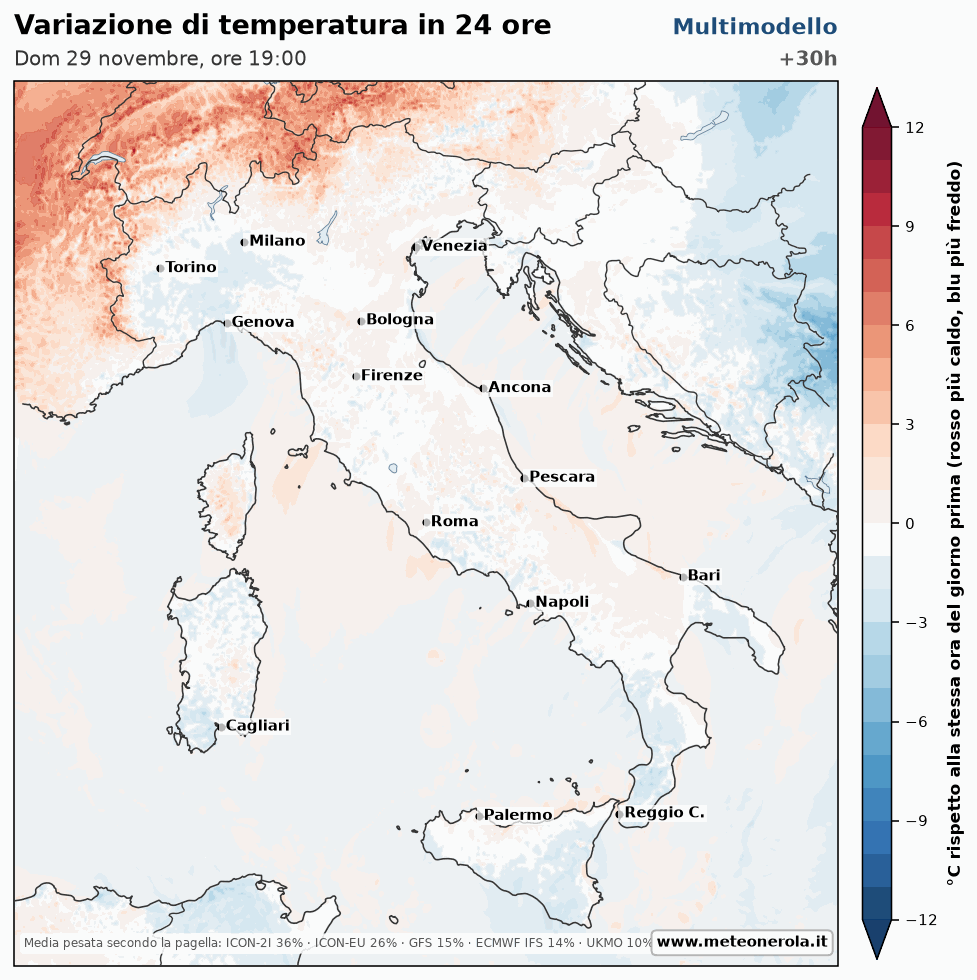 Variazione di temperatura in 24 ore
Multimodello
Dom 29 novembre, ore 19:00
+30h
Milano
Venezia
Torino
Genova
Bologna
Firenze
Ancona
Pescara
Roma
Bari
Napoli
Cagliari
Palermo
Reggio C.
12
9
6
3
0
−3
−6
−9
−12
°C rispetto alla stessa ora del giorno prima (rosso più caldo, blu più freddo)
Media pesata secondo la pagella: ICON-2I 36% · ICON-EU 26% · GFS 15% · ECMWF IFS 14% · UKMO 10%
www.meteonerola.it